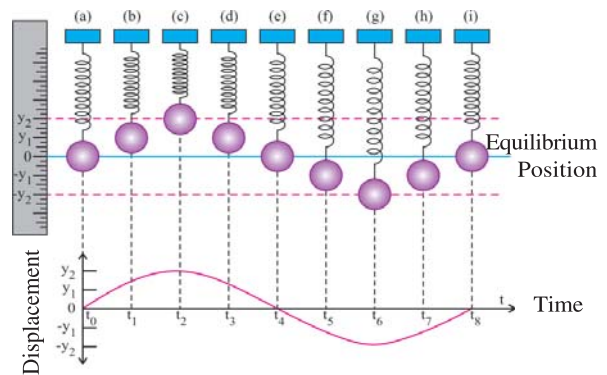 (a) (b) (c) (d) (e) (f) (g) (h) (i)
y₂
y₁
0
-y₁
-y₂
Equilibrium
Position
Displacement
y₂
y₁
0
-y₁
-y₂
t₀ t₁ t₂ t₃ t₄ t₅ t₆ t₇ t₈
t
Time